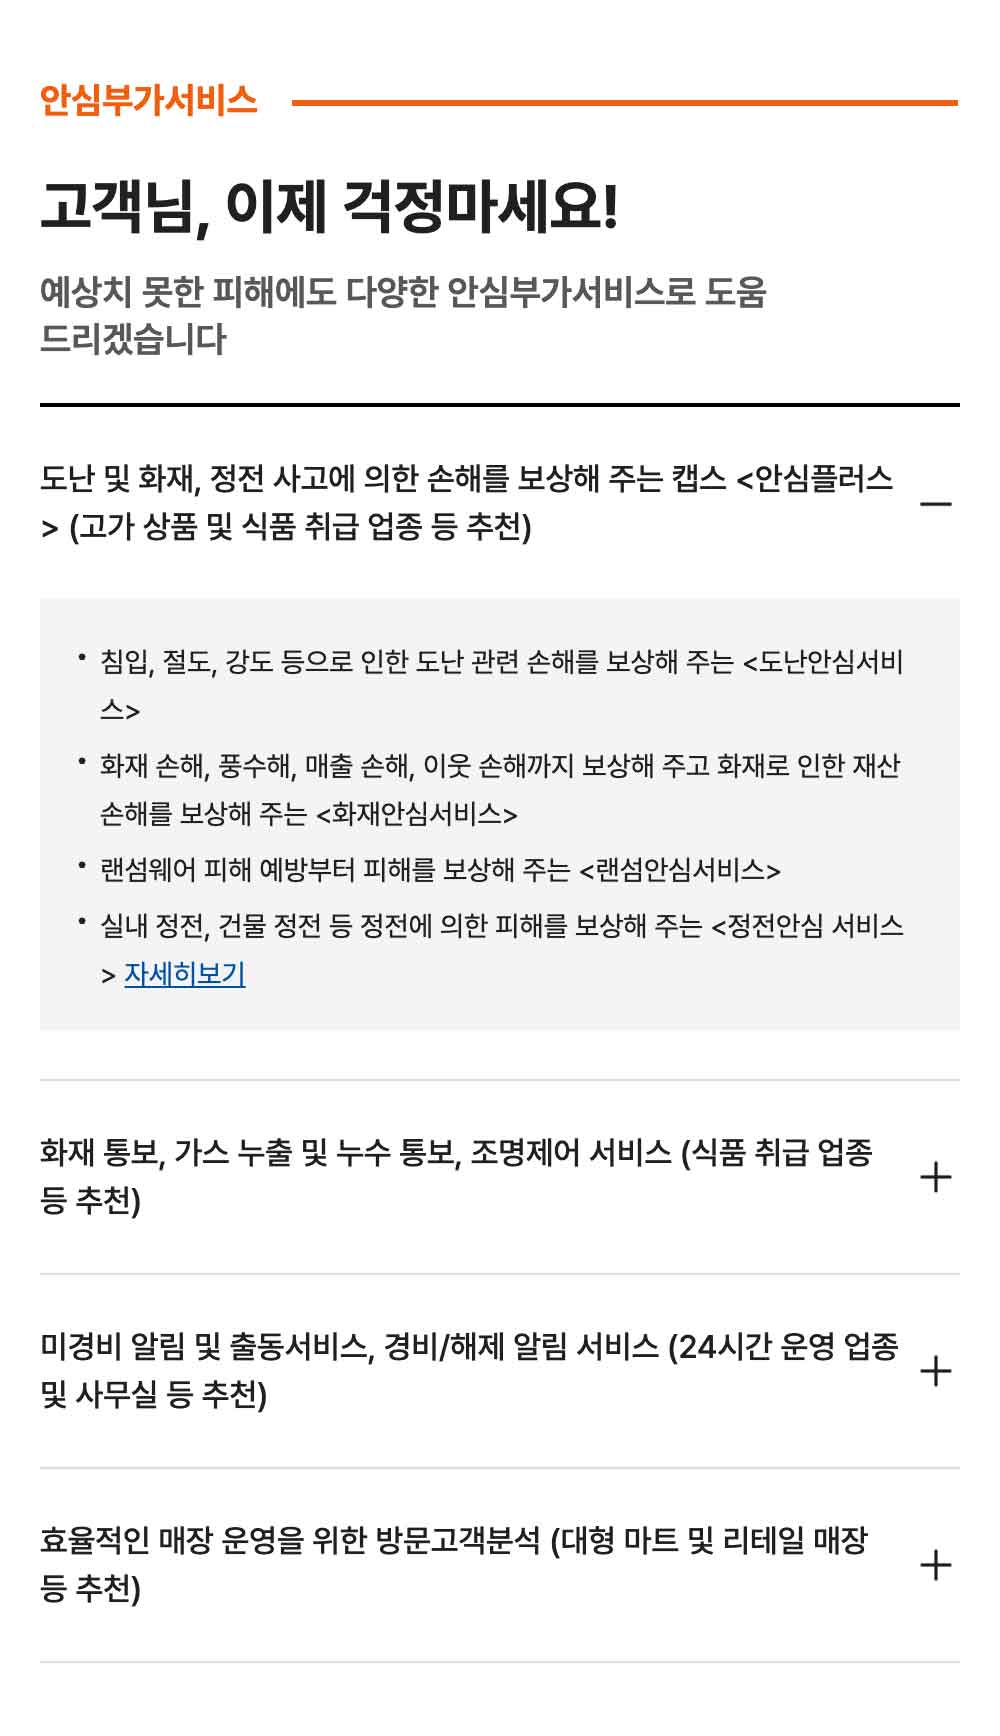 안심부가서비스
고객님, 이제 걱정마세요!
예상치 못한 피해에도 다양한 안심부가서비스로 도움
드리겠습니다
도난 및 화재, 정전 사고에 의한 손해를 보상해 주는 캡스 <안심플러스
> (고가 상품 및 식품 취급 업종 등 추천)
• 침입, 절도, 강도 등으로 인한 도난 관련 손해를 보상해 주는 <도난안심서비
스>
• 화재 손해, 풍수해, 매출 손해, 이웃 손해까지 보상해 주고 화재로 인한 재산
손해를 보상해 주는 <화재안심서비스>
• 랜섬웨어 피해 예방부터 피해를 보상해 주는 <랜섬안심서비스>
• 실내 정전, 건물 정전 등 정전에 의한 피해를 보상해 주는 <정전안심 서비스
> 자세히보기
화재 통보, 가스 누출 및 누수 통보, 조명제어 서비스 (식품 취급 업종
등 추천)
미경비 알림 및 출동서비스, 경비/해제 알림 서비스 (24시간 운영 업종
및 사무실 등 추천)
효율적인 매장 운영을 위한 방문고객분석 (대형 마트 및 리테일 매장
등 추천)